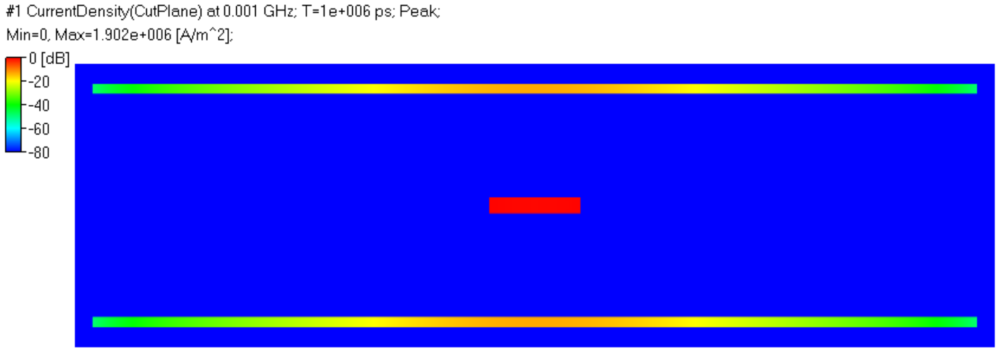 #1 CurrentDensity(CutPlane) at 0.001 GHz; T=1e+006 ps; Peak;
Min=0, Max=1.902e+006 [A/m^2];
0 [dB]
-20
-40
-60
-80